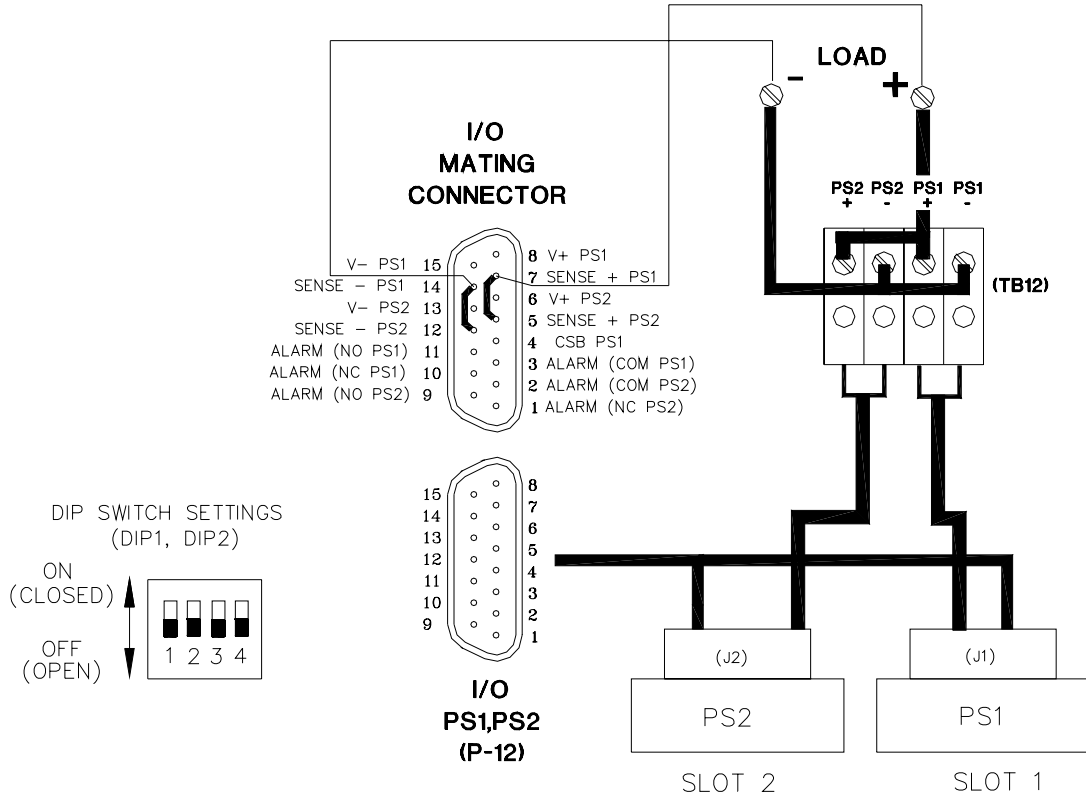 LOAD
-
+
I/O
MATING
CONNECTOR
PS2 PS2 PS1 PS1
+ - + -
(TB12)
V- PS1 15
SENSE - PS1 14
V- PS2 13
SENSE - PS2 12
ALARM (NO PS1) 11
ALARM (NC PS1) 10
ALARM (NO PS2) 9
8 V+ PS1
7 SENSE + PS1
6 V+ PS2
5 SENSE + PS2
4 CSB PS1
3 ALARM (COM PS1)
2 ALARM (COM PS2)
1 ALARM (NC PS2)
15
14
13
12
11
10
9
8
7
6
5
4
3
2
1
DIP SWITCH SETTINGS
(DIP1, DIP2)
ON
(CLOSED)
OFF
(OPEN)
1 2 3 4
I/O
PS1,PS2
(P-12)
(J2)
PS2
SLOT 2
(J1)
PS1
SLOT 1